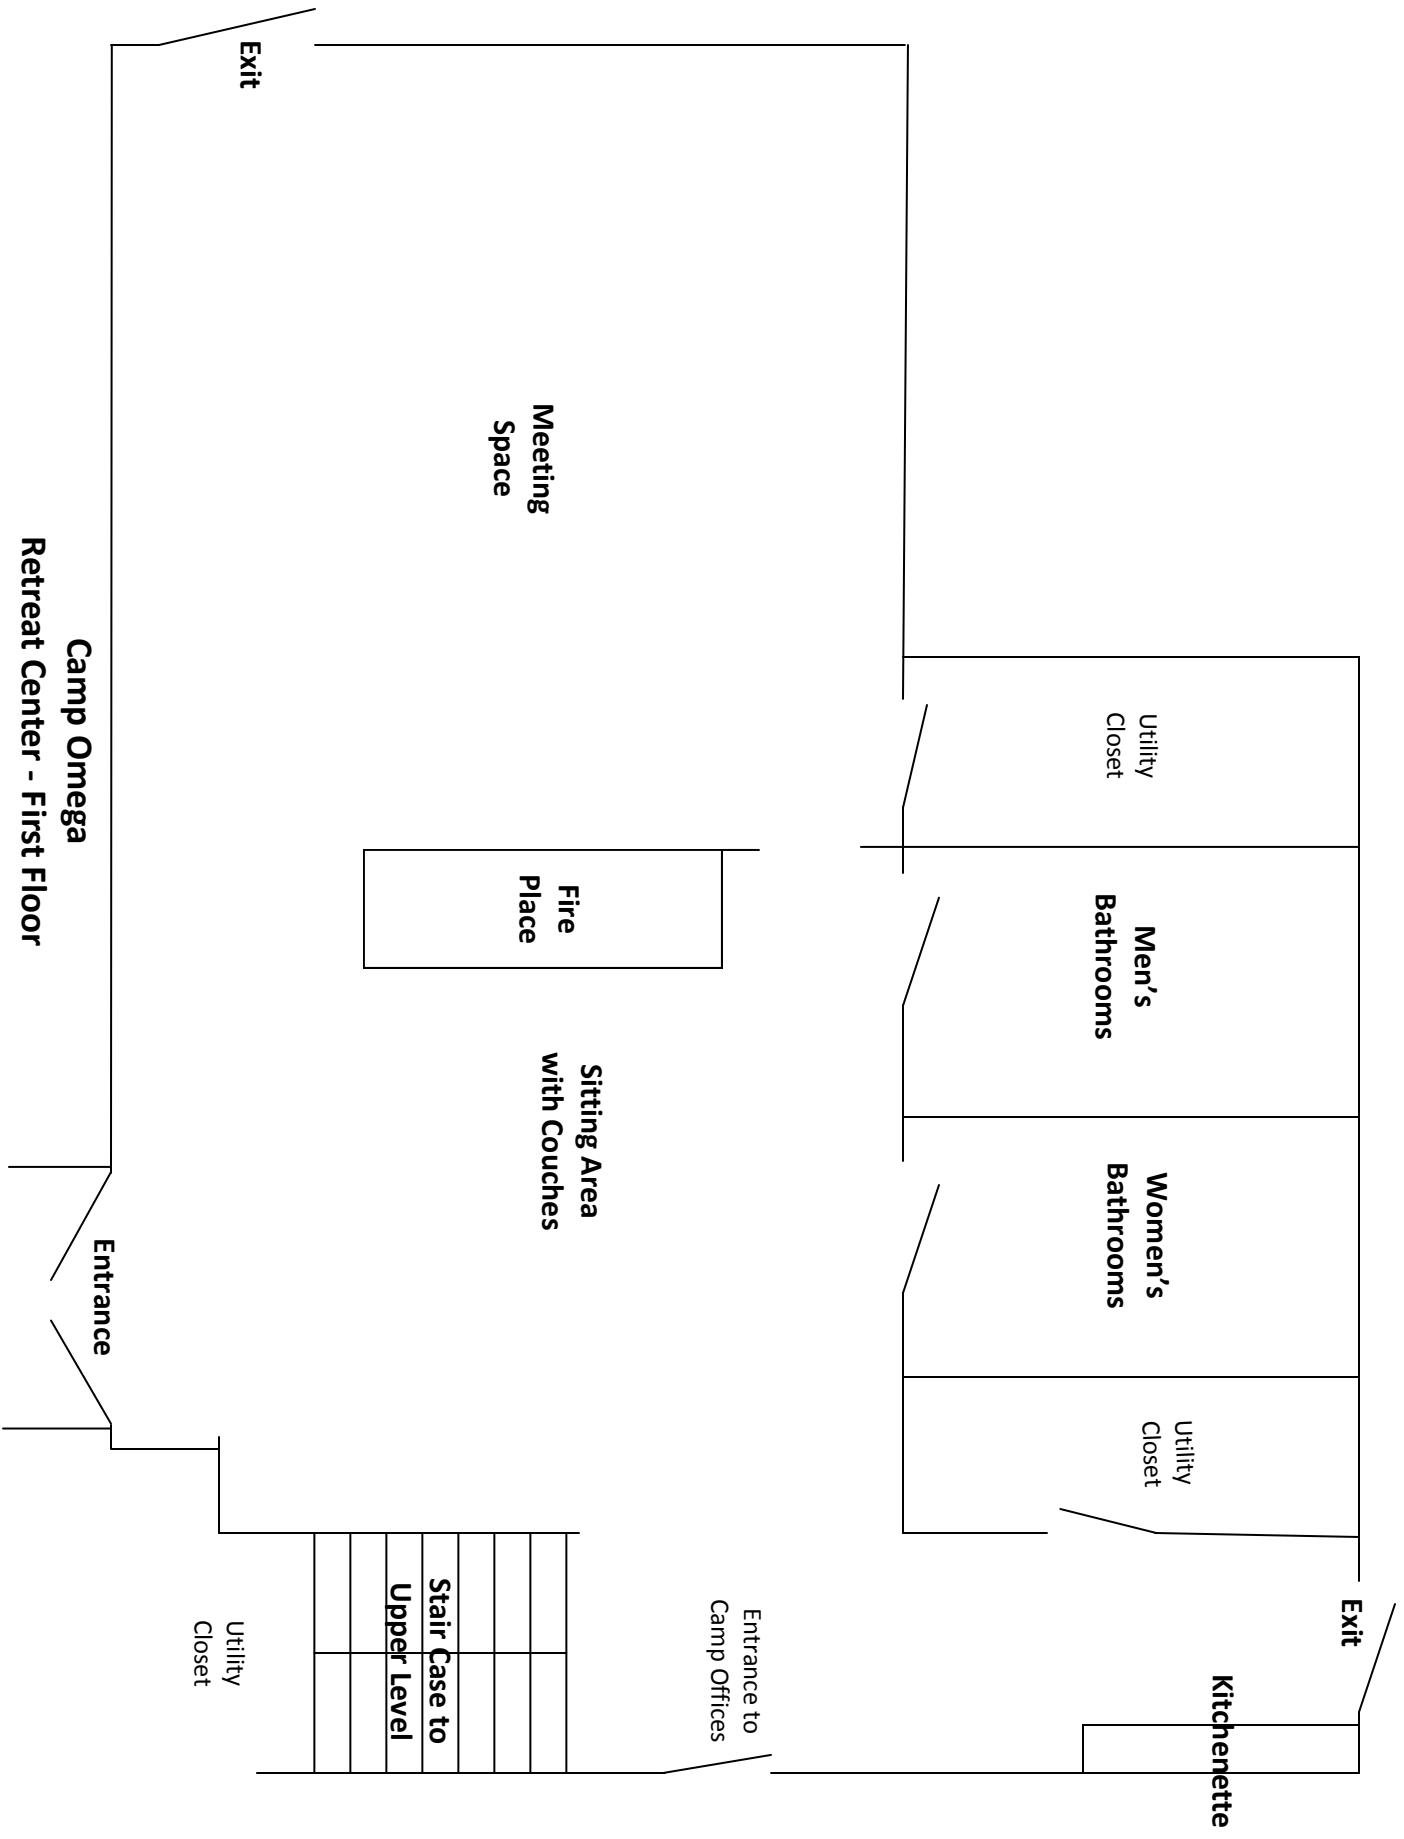 Exit
Kitchenette
Utility
Closet
Men's
Bathrooms
Women's
Bathrooms
Utility
Closet
Entrance to
Camp Offices
Meeting
Space
Fire
Place
Sitting Area
with Couches
Stair Case to
Upper Level
Exit
Utility
Closet
Entrance
Camp Omega
Retreat Center - First Floor